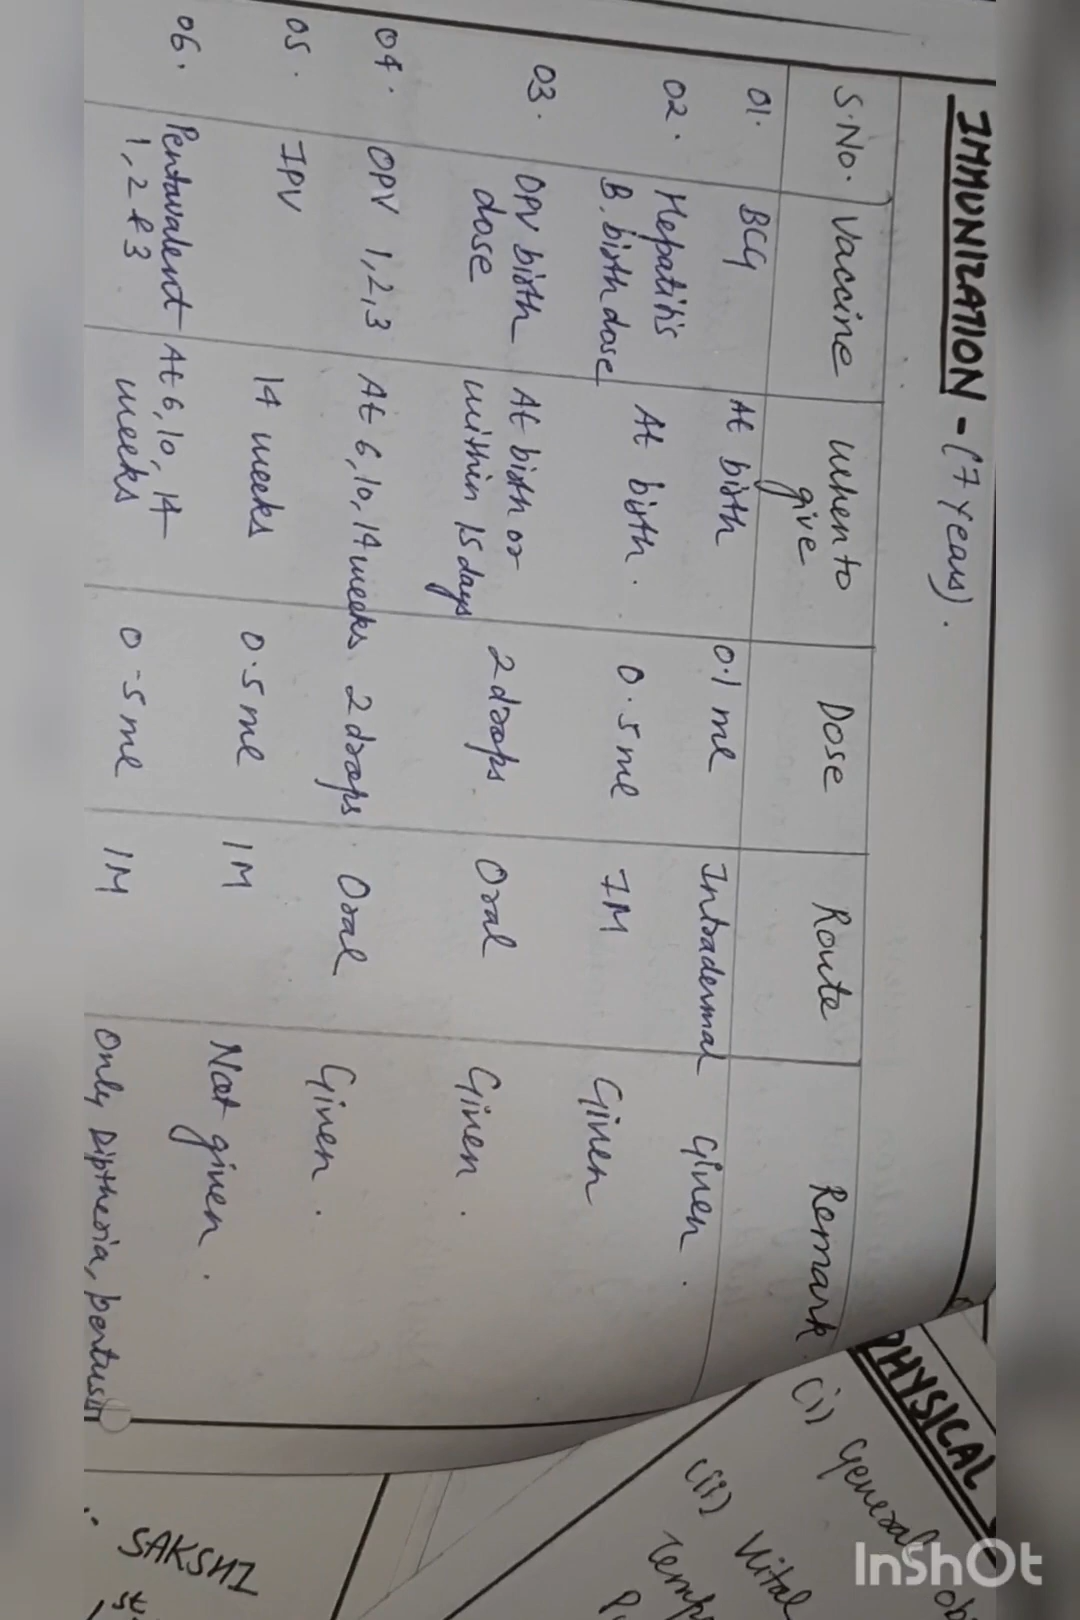 IMMUNIZATION - (7 years).
S.No. Vaccine When to give Dose Route Remark
01. BCG At birth 0.1 ml Intradermal Given.
02. Hepatitis B, birth dose At birth. 0.5 ml IM Given
03. OPV birth dose At birth or within 15 days 2 drops Oral Given.
04. OPV 1,2,3 At 6, 10, 14 weeks. 2 drops Oral Given.
05. IPV 14 weeks 0.5 ml IM Not given.
06. Pentavalent 1, 2 & 3 At 6, 10, 14 weeks 0.5 ml IM Only Diptheria, pertusis
PHYSICAL
(i) General
(ii) Vital
Temp
SAKSHI
InShOt